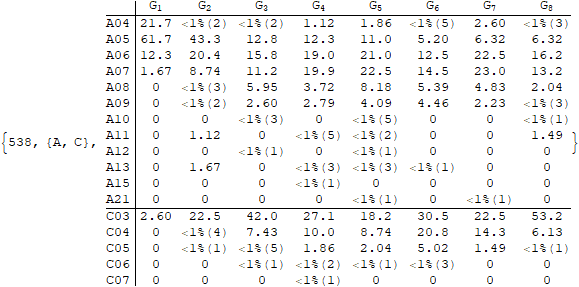 G1 G2 G3 G4 G5 G6 G7 G8
A04 21.7 <1%(2) <1%(2) 1.12 1.86 <1%(5) 2.60 <1%(3)
A05 61.7 43.3 12.8 12.3 11.0 5.20 6.32 6.32
A06 12.3 20.4 15.8 19.0 21.0 12.5 22.5 16.2
A07 1.67 8.74 11.2 19.9 22.5 14.5 23.0 13.2
A08 0 <1%(3) 5.95 3.72 8.18 5.39 4.83 2.04
A09 0 <1%(2) 2.60 2.79 4.09 4.46 2.23 <1%(3)
A10 0 0 <1%(3) 0 <1%(5) 0 0 <1%(1)
{538, {A, C}, A11 0 1.12 0 <1%(5) <1%(2) 0 0 1.49 }
A12 0 0 <1%(1) 0 <1%(1) 0 0 0
A13 0 1.67 0 <1%(3) <1%(3) <1%(1) 0 0
A15 0 0 0 <1%(1) 0 0 0 0
A21 0 0 0 0 <1%(1) 0 <1%(1) 0
C03 2.60 22.5 42.0 27.1 18.2 30.5 22.5 53.2
C04 0 <1%(4) 7.43 10.0 8.74 20.8 14.3 6.13
C05 0 <1%(1) <1%(5) 1.86 2.04 5.02 1.49 <1%(1)
C06 0 0 <1%(1) <1%(2) <1%(1) <1%(3) 0 0
C07 0 0 0 <1%(1) 0 0 0 0